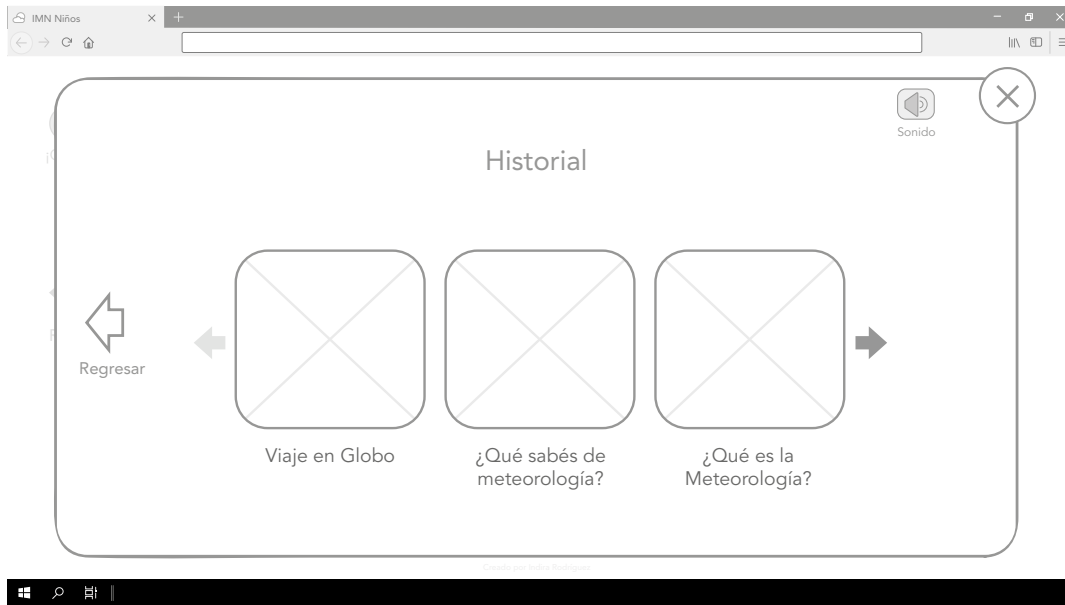 IMN Niños
Sonido
Historial
Regresar
Viaje en Globo
¿Qué sabés de
meteorología?
¿Qué es la
Meteorología?